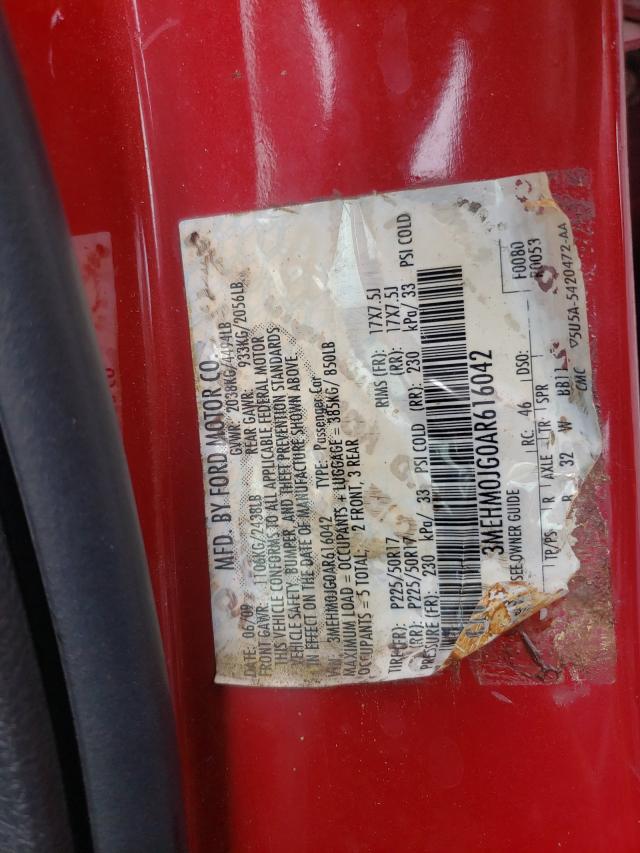 MFD. BY FORD MOTOR CO.
DATE: 06/09 GVWR: 2038KG/4494LB
FRONT GAWR: 1106KG/2438LB REAR GAWR: 933KG/2056LB
THIS VEHICLE CONFORMS TO ALL APPLICABLE FEDERAL MOTOR
VEHICLE SAFETY, BUMPER, AND THEFT PREVENTION STANDARDS
IN EFFECT ON THE DATE OF MANUFACTURE SHOWN ABOVE.
VIN: 3MEHM0JG0AR616042 TYPE: Passenger Car
MAXIMUM LOAD = OCCUPANTS + LUGGAGE = 385KG/ 850LB
OCCUPANTS = 5 TOTAL: 2 FRONT, 3 REAR
TIRE (FR): P225/50R17 RIMS (FR): 17X7.5J
(RR): P225/50R17 (RR): 17X7.5J
PRESSURE (FR): 230 kPa/ 33 PSI COLD (RR): 230 kPa/ 33 PSI COLD
3MEHM0JG0AR616042
SEE OWNER GUIDE RC: 46 DSO: F0080
TP/PS R AXLE TR SPR
B 32 W BB11
CMC 5U5A-5420472-AA